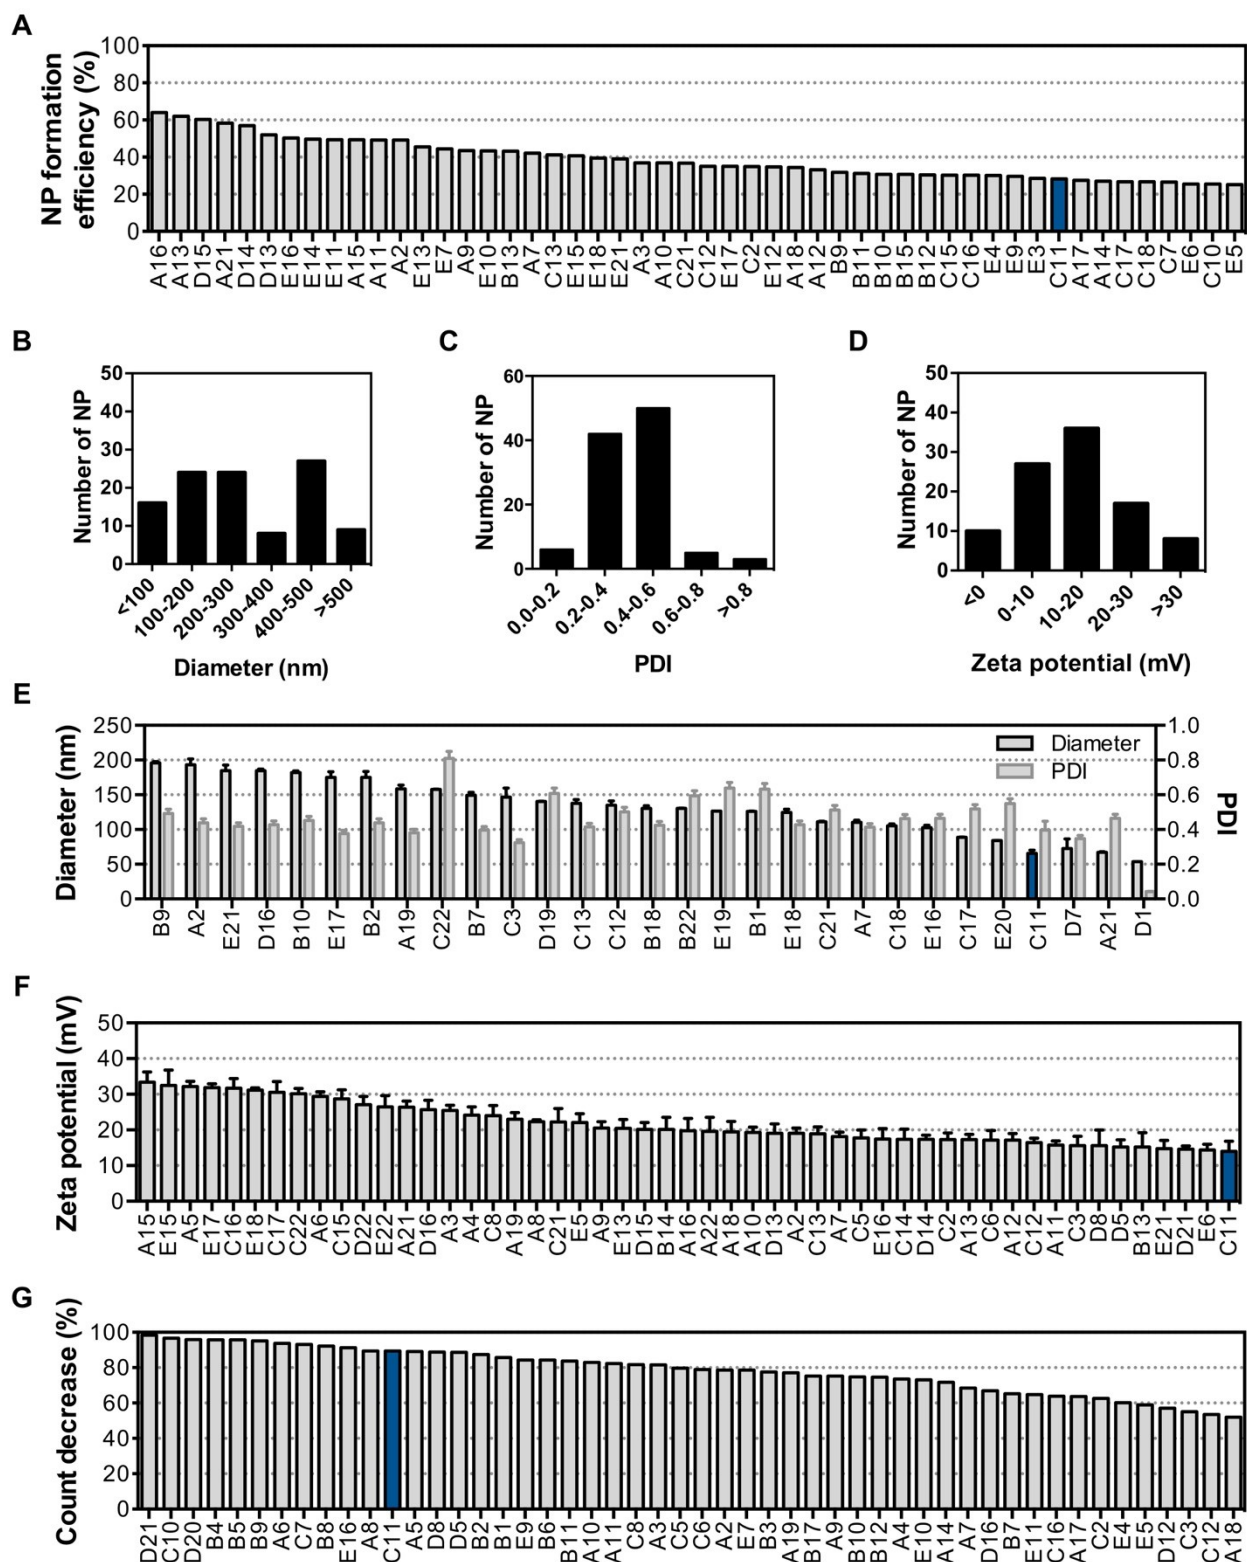 A
NP formation
efficiency (%)
100
80
60
40
20
0
A16 A13 D15 A21 D14 D13 E16 E14 E11 A15 A11 A2 E13 E7 A9 E10 B13 A7 C13 E15 E18 E21 A3 A10 C21 C12 E17 C2 E12 A18 A12 B9 B11 B10 B15 B12 C15 C16 E4 E9 E3 C11 A17 A14 C17 C18 C7 E6 C10 E5
B
Number of NP
50
40
30
20
10
0
<100 100-200 200-300 300-400 400-500 >500
Diameter (nm)
C
Number of NP
60
40
20
0
0.0-0.2 0.2-0.4 0.4-0.6 0.6-0.8 >0.8
PDI
D
Number of NP
50
40
30
20
10
0
<0 0-10 10-20 20-30 >30
Zeta potential (mV)
E
Diameter (nm)
250
200
150
100
50
0
Diameter
PDI
1.0
0.8
0.6
0.4
0.2
0.0
PDI
B9 A2 E21 D16 B10 E17 B2 A19 C22 B7 C3 D19 C13 C12 B18 B22 E19 B1 E18 C21 A7 C18 E16 C17 E20 C11 D7 A21 D1
F
Zeta potential (mV)
50
40
30
20
10
0
A15 E15 A5 E17 C16 E18 C17 C22 A6 C15 D22 E22 A21 D16 A3 A4 C8 A19 A8 C21 E5 A9 E13 D15 B14 A16 A22 A18 A10 D13 A2 C13 A7 C5 E16 C14 D14 C2 A13 C6 A12 C12 A11 C3 D8 D5 B13 E21 D21 E6 C11
G
Count decrease (%)
100
80
60
40
20
0
D21 C10 D20 B4 B5 B9 A6 C7 B8 E16 A8 C11 A5 D8 D5 B2 B1 E9 B6 B11 A10 A11 C8 A3 C5 C6 A2 E7 B3 A19 B17 A9 B10 B12 A4 E10 A14 A7 D16 B7 E11 C16 A17 C2 E4 E5 D12 C3 C12 A18